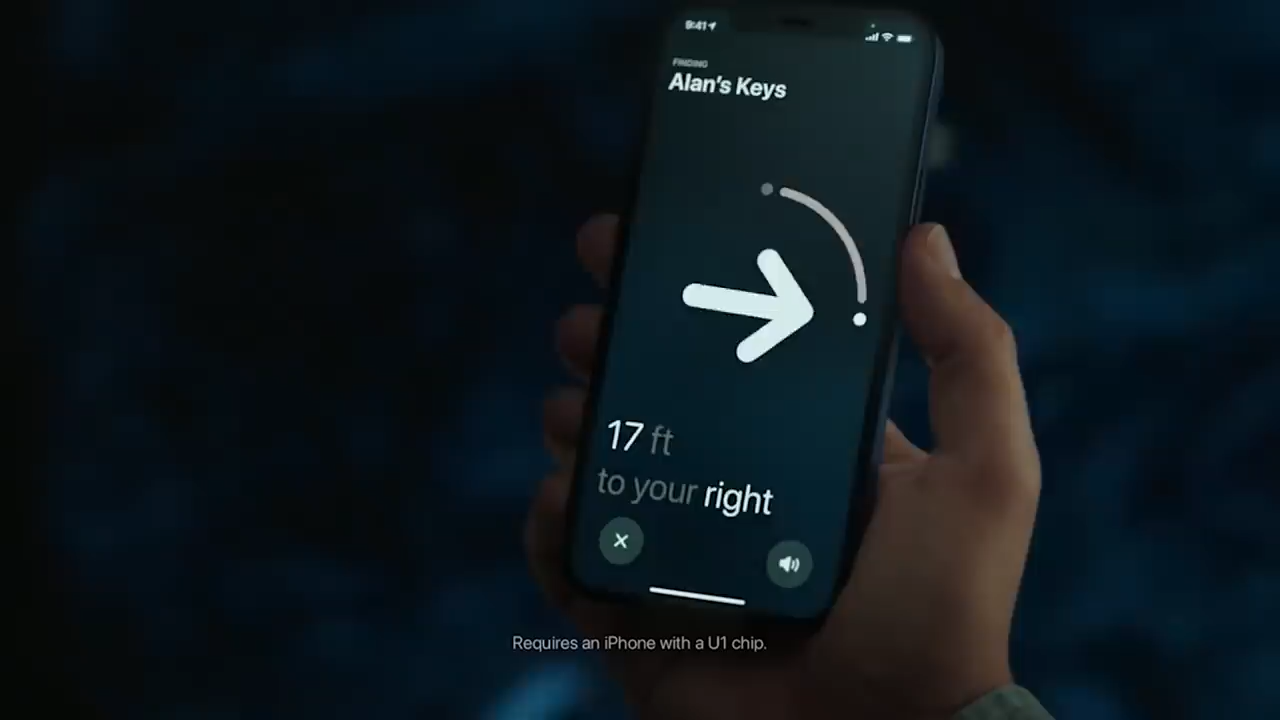 9:41
FINDING
Alan's Keys
17 ft
to your right
Requires an iPhone with a U1 chip.